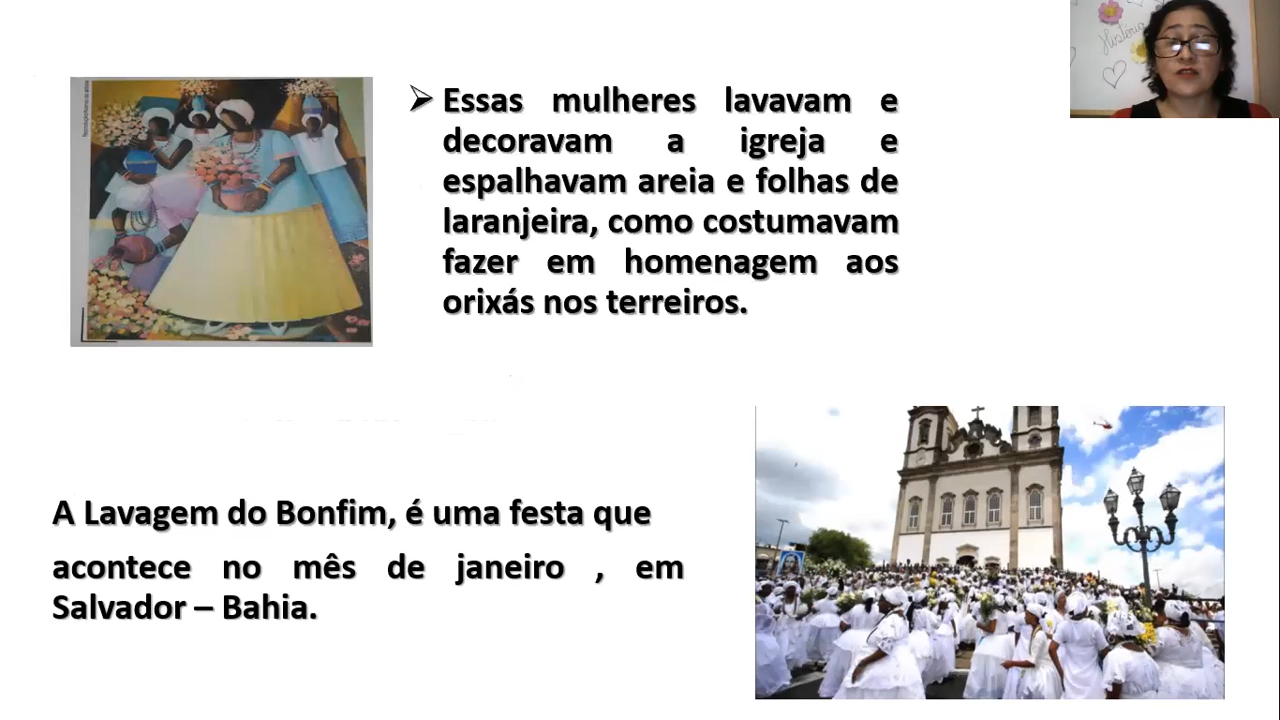 Essas mulheres lavavam e
decoravam a igreja e
espalhavam areia e folhas de
laranjeira, como costumavam
fazer em homenagem aos
orixás nos terreiros.
História
A Lavagem do Bonfim, é uma festa que
acontece no mês de janeiro , em
Salvador – Bahia.